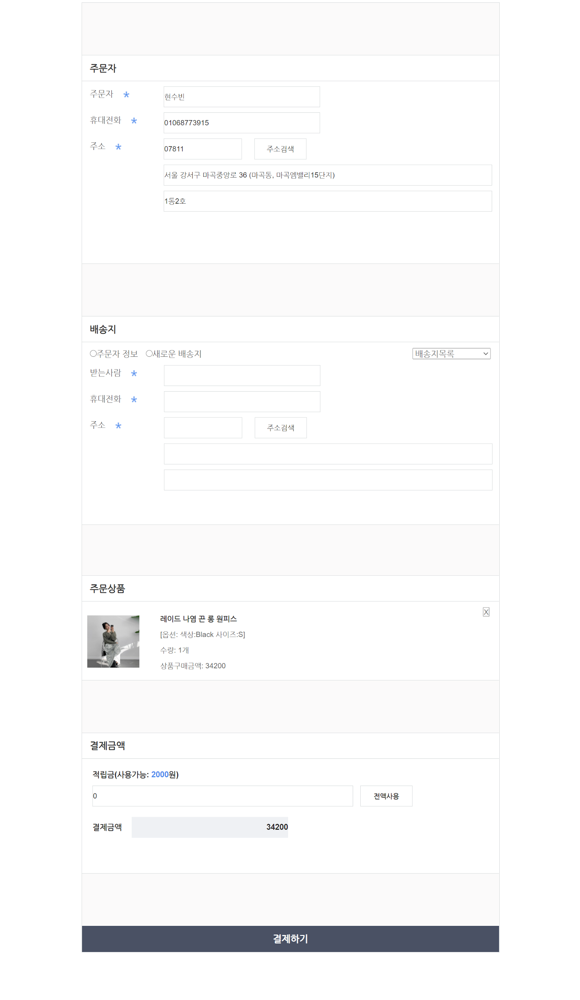 주문자
주문자 *
현수빈
휴대전화 *
01068773915
주소 *
07811 주소검색
서울 강서구 마곡중앙로 36 (마곡동, 마곡엠밸리15단지)
1동2호
배송지
주문자 정보 새로운 배송지 배송지목록
받는사람 *
휴대전화 *
주소 * 주소검색
주문상품
X
레이드 나염 끈 롱 원피스
[옵션: 색상:Black 사이즈:S]
수량: 1개
상품구매금액: 34200
결제금액
적립금(사용가능: 2000원)
0 전액사용
결제금액 34200
결제하기